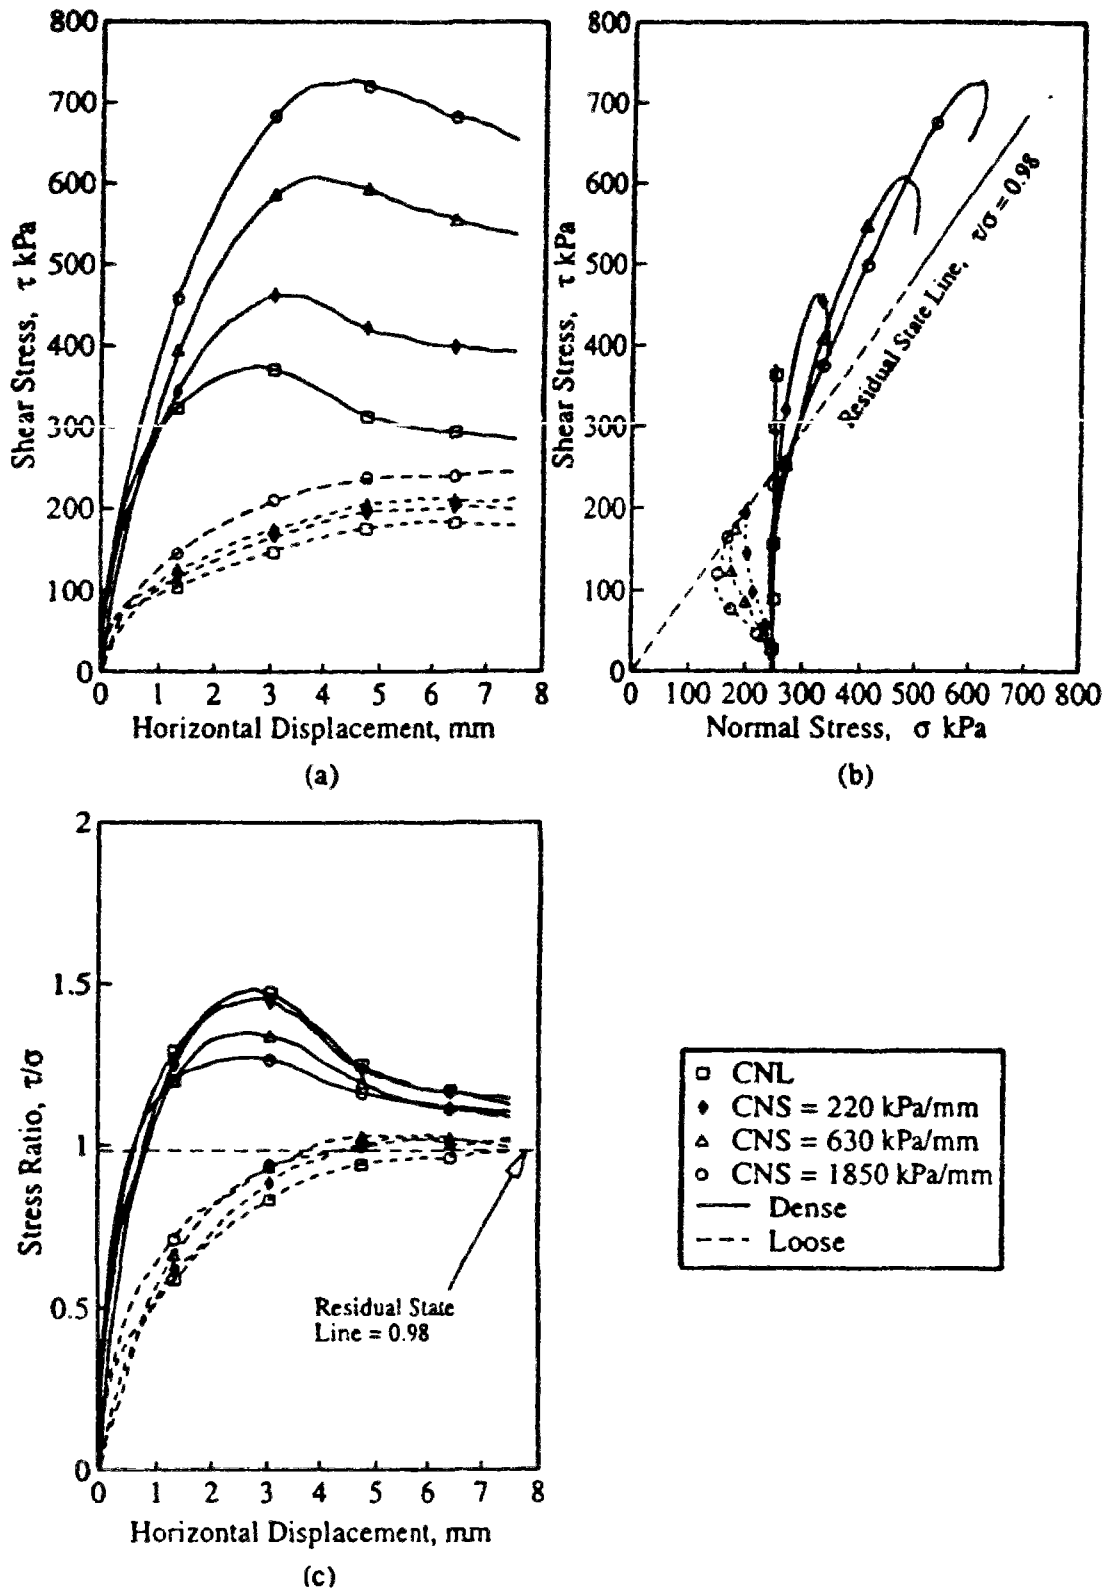 800
700
600
500
400
300
200
100
0
Shear Stress, τ kPa
0 1 2 3 4 5 6 7 8
Horizontal Displacement, mm
(a)
800
700
600
500
400
300
200
100
0
Shear Stress, τ kPa
Residual State Line, τ/σ = 0.98
0 100 200 300 400 500 600 700 800
Normal Stress, σ kPa
(b)
2
1.5
1
0.5
0
Stress Ratio, τ/σ
Residual State
Line = 0.98
0 1 2 3 4 5 6 7 8
Horizontal Displacement, mm
(c)
CNL
CNS = 220 kPa/mm
CNS = 630 kPa/mm
CNS = 1850 kPa/mm
Dense
Loose